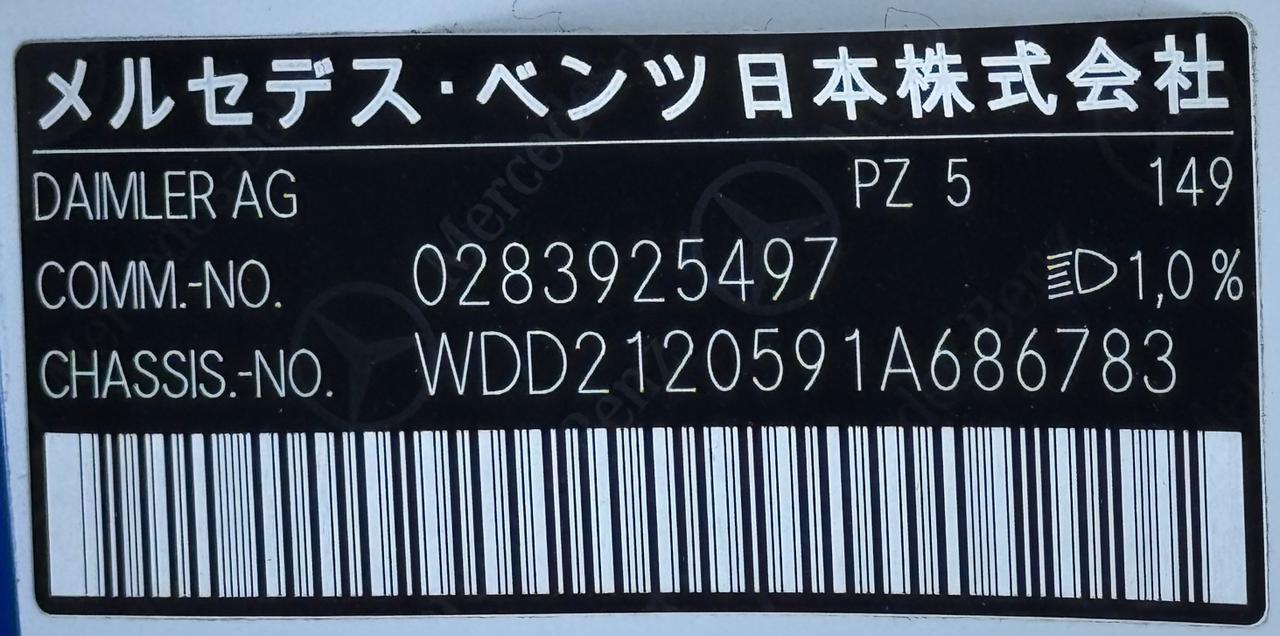 メルセデス・ベンツ日本株式会社
DAIMLER AG PZ 5 149
COMM.-NO. 0283925497 1,0 %
CHASSIS.-NO. WDD2120591A686783